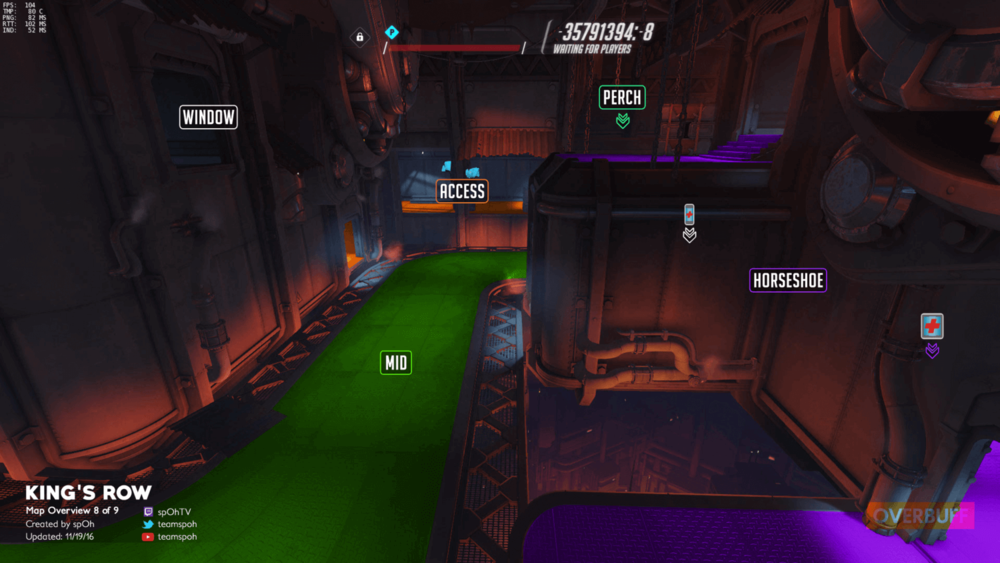 FPS: 104
TMP: 80 C
PNG: 82 MS
RTT: 102 MS
IND: 52 MS
P
-35791394:-8
WAITING FOR PLAYERS
PERCH
WINDOW
ACCESS
HORSESHOE
MID
KING'S ROW
Map Overview 8 of 9
Created by spOh
Updated: 11/19/16
spOhTV
teamspoh
teamspoh
OVERBUFF